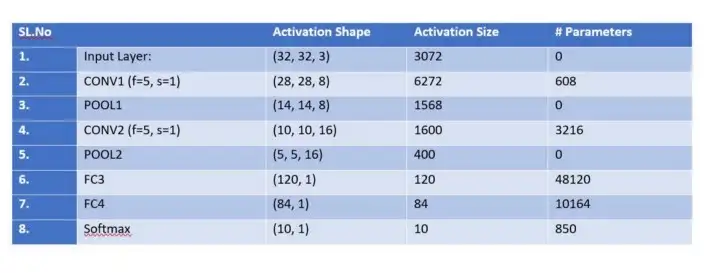 SL.No Activation Shape Activation Size # Parameters
1. Input Layer: (32, 32, 3) 3072 0
2. CONV1 (f=5, s=1) (28, 28, 8) 6272 608
3. POOL1 (14, 14, 8) 1568 0
4. CONV2 (f=5, s=1) (10, 10, 16) 1600 3216
5. POOL2 (5, 5, 16) 400 0
6. FC3 (120, 1) 120 48120
7. FC4 (84, 1) 84 10164
8. Softmax (10, 1) 10 850